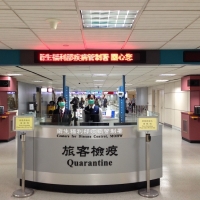 衛生福利部疾病管制署 關心您
衛生福利部疾病管制署
Centers for Disease Control, MOHW
旅客檢疫
Quarantine